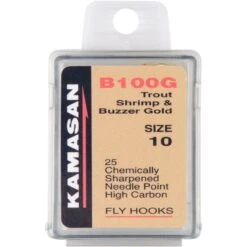 B100G
Trout
Shrimp &
Buzzer Gold
SIZE
10
KAMASAN
25
Chemically
Sharpened
Needle Point
High Carbon
FLY HOOKS